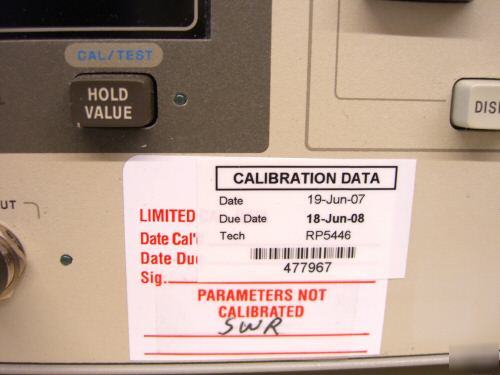 CAL/TEST
HOLD
VALUE
DISP
UT
CALIBRATION DATA
Date 19-Jun-07
Due Date 18-Jun-08
Tech RP5446
477967
LIMITED
Date Cal'
Date Du
Sig.
PARAMETERS NOT
CALIBRATED
SWR